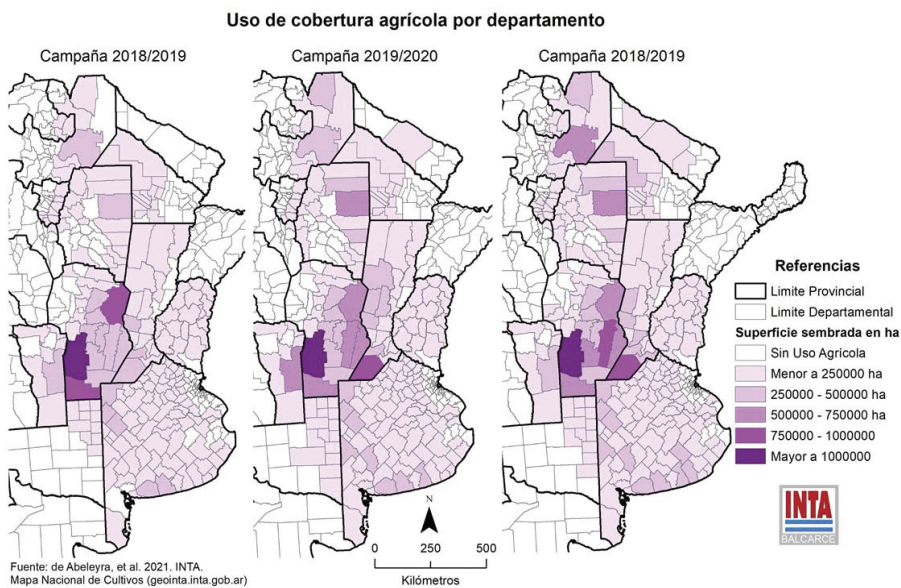 Uso de cobertura agrícola por departamento
Campaña 2018/2019
Campaña 2019/2020
Campaña 2018/2019
Referencias
Limite Provincial
Limite Departamental
Superficie sembrada en ha
Sin Uso Agrícola
Menor a 250000 ha
250000 - 500000 ha
500000 - 750000 ha
750000 - 1000000
Mayor a 1000000
INTA
BALCARCE
N
0 250 500
Kilómetros
Fuente: de Abeleyra, et al. 2021. INTA.
Mapa Nacional de Cultivos (geointa.inta.gob.ar)